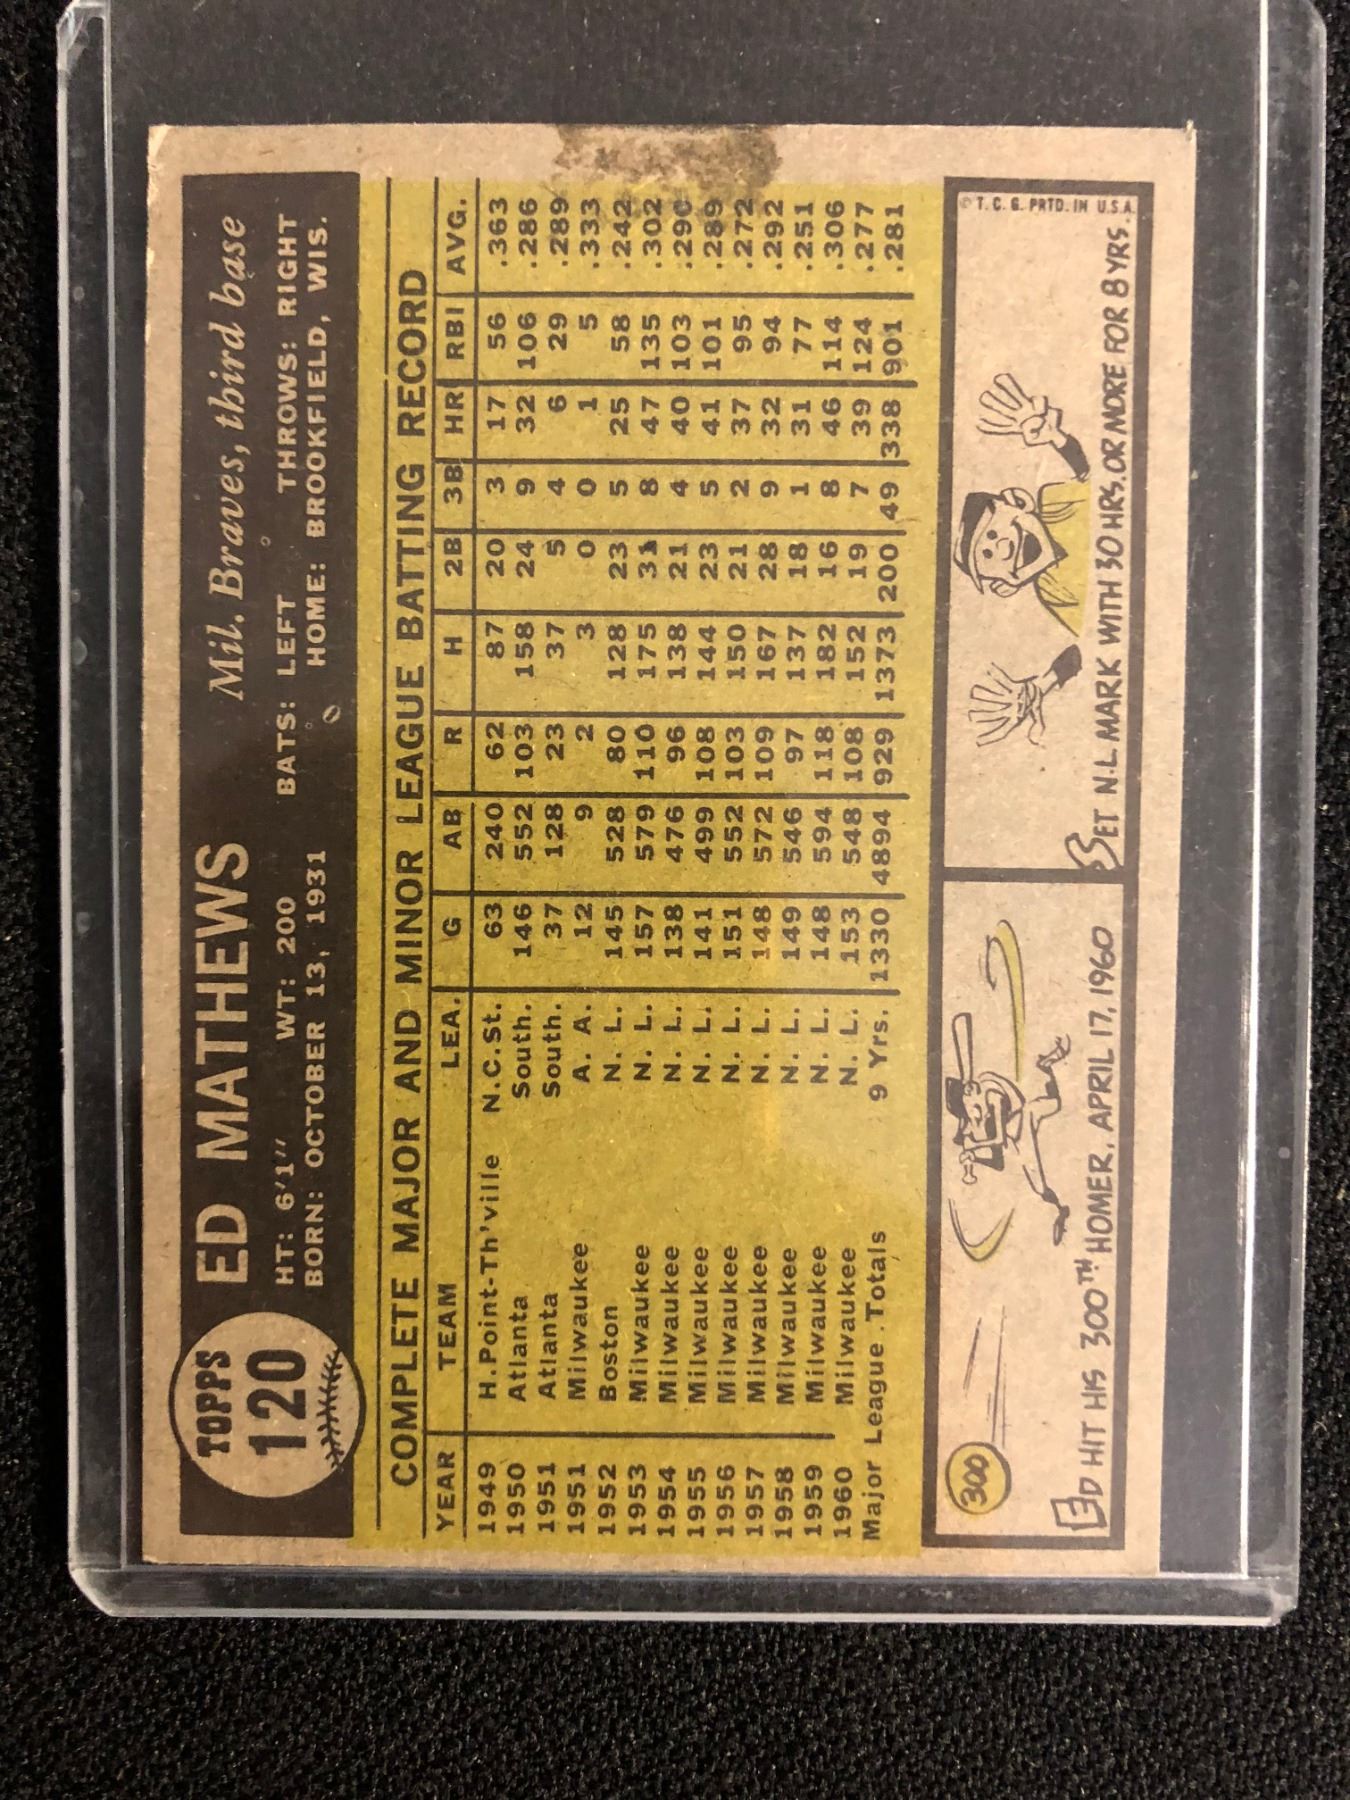 TOPPS
120
ED MATHEWS Mil. Braves, third base
HT: 6'1" WT: 200 BATS: LEFT THROWS: RIGHT
BORN: OCTOBER 13, 1931 HOME: BROOKFIELD, WIS.
COMPLETE MAJOR AND MINOR LEAGUE BATTING RECORD
YEAR TEAM LEA. G AB R H 2B 3B HR RBI AVG.
1949 H.Point-Th'ville N.C.St. 63 240 62 87 20 3 17 56 .363
1950 Atlanta South. 146 552 103 158 24 9 32 106 .286
1951 Atlanta South. 37 128 23 37 5 4 6 29 .289
1951 Milwaukee A. A. 12 9 2 3 0 0 1 5 .333
1952 Boston N. L. 145 528 80 128 23 5 25 58 .242
1953 Milwaukee N. L. 157 579 110 175 31 8 47 135 .302
1954 Milwaukee N. L. 138 476 96 138 21 4 40 103 .290
1955 Milwaukee N. L. 141 499 108 144 23 5 41 101 .289
1956 Milwaukee N. L. 151 552 103 150 21 2 37 95 .272
1957 Milwaukee N. L. 148 572 109 167 28 9 32 94 .292
1958 Milwaukee N. L. 149 546 97 137 18 1 31 77 .251
1959 Milwaukee N. L. 148 594 118 182 16 8 46 114 .306
1960 Milwaukee N. L. 153 548 108 152 19 7 39 124 .277
Major League Totals 9 Yrs. 1330 4894 929 1373 200 49 338 901 .281
300
ED HIT HIS 300TH HOMER, APRIL 17, 1960
© T. C. G. PRTD. IN U.S.A.
SET N.L. MARK WITH 30 HRS. OR MORE FOR 8 YRS.